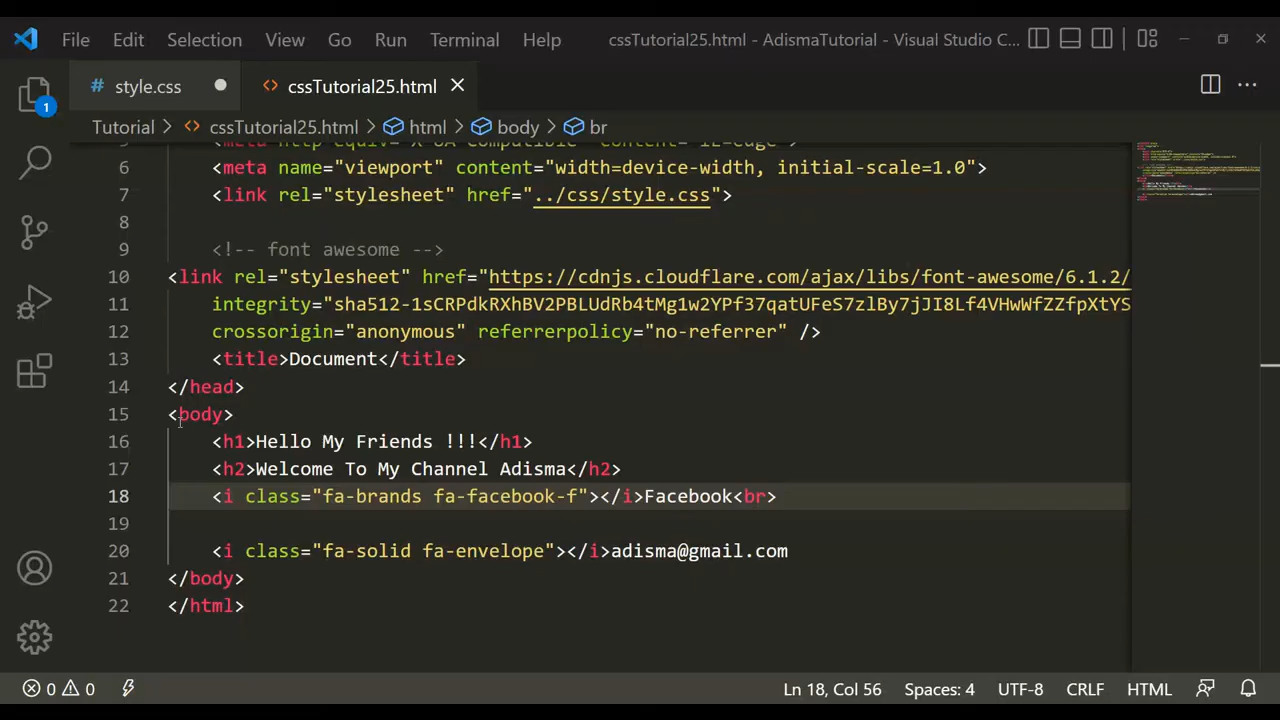 File Edit Selection View Go Run Terminal Help cssTutorial25.html - AdismaTutorial - Visual Studio C...
# style.css <> cssTutorial25.html
1
Tutorial > <> cssTutorial25.html > html > body > br
6 <meta name="viewport" content="width=device-width, initial-scale=1.0">
7 <link rel="stylesheet" href="../css/style.css">
8
9 <!-- font awesome -->
10 <link rel="stylesheet" href="https://cdnjs.cloudflare.com/ajax/libs/font-awesome/6.1.2/
11 integrity="sha512-1sCRPdkRXhBV2PBLUdRb4tMg1w2YPf37qatUFeS7zlBy7jJI8Lf4VHwWfZZfpXtYS
12 crossorigin="anonymous" referrerpolicy="no-referrer" />
13 <title>Document</title>
14 </head>
15 <body>
16 <h1>Hello My Friends !!!</h1>
17 <h2>Welcome To My Channel Adisma</h2>
18 <i class="fa-brands fa-facebook-f"></i>Facebook<br>
19
20 <i class="fa-solid fa-envelope"></i>adisma@gmail.com
21 </body>
22 </html>
0 0 Ln 18, Col 56 Spaces: 4 UTF-8 CRLF HTML